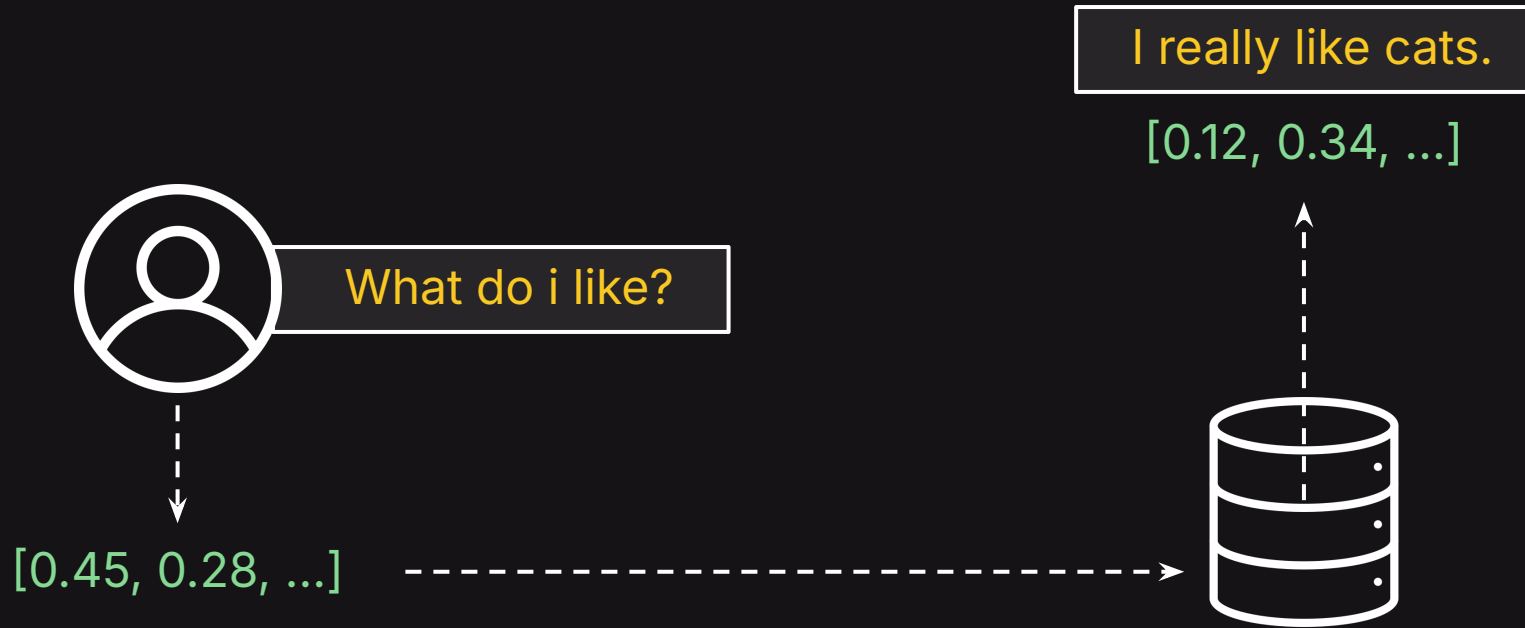 I really like cats.
[0.12, 0.34, ...]
What do i like?
[0.45, 0.28, ...]